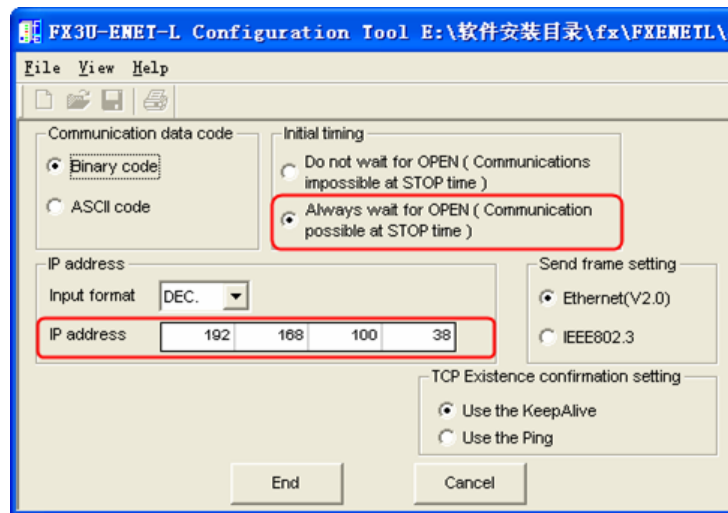 FX3U-ENET-L Configuration Tool E:\软件安装目录\fx\FXENETL\
File View Help
Communication data code
Binary code
ASCII code
Initial timing
Do not wait for OPEN ( Communications
impossible at STOP time )
Always wait for OPEN ( Communication
possible at STOP time )
IP address
Input format DEC.
IP address 192 168 100 38
Send frame setting
Ethernet(V2.0)
IEEE802.3
TCP Existence confirmation setting
Use the KeepAlive
Use the Ping
End Cancel